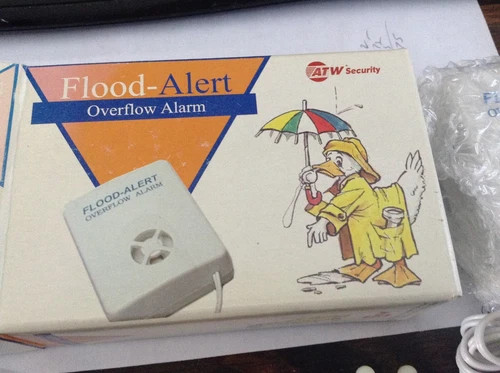 Flood-Alert
Overflow Alarm
ATW Security
FLOOD-ALERT
OVERFLOW ALARM